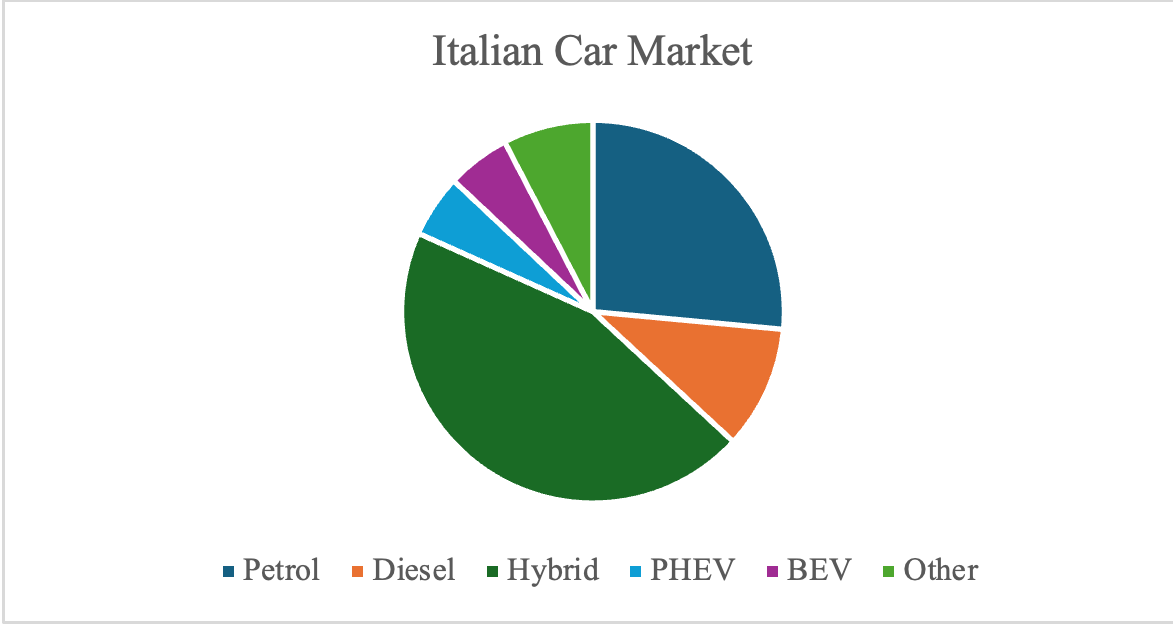 Italian Car Market
Petrol Diesel Hybrid PHEV BEV Other